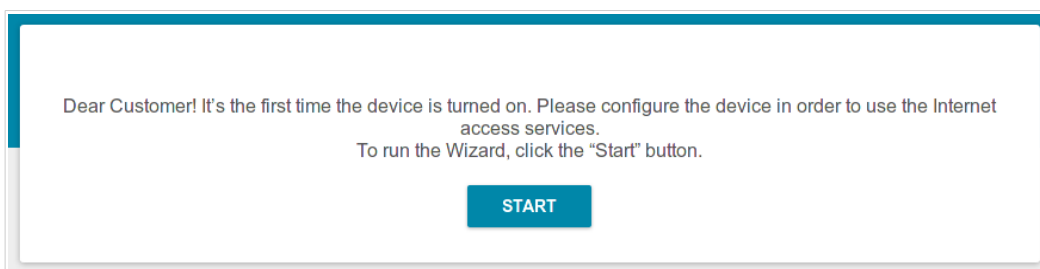 Dear Customer! It’s the first time the device is turned on. Please configure the device in order to use the Internet
access services.
To run the Wizard, click the “Start” button.
START